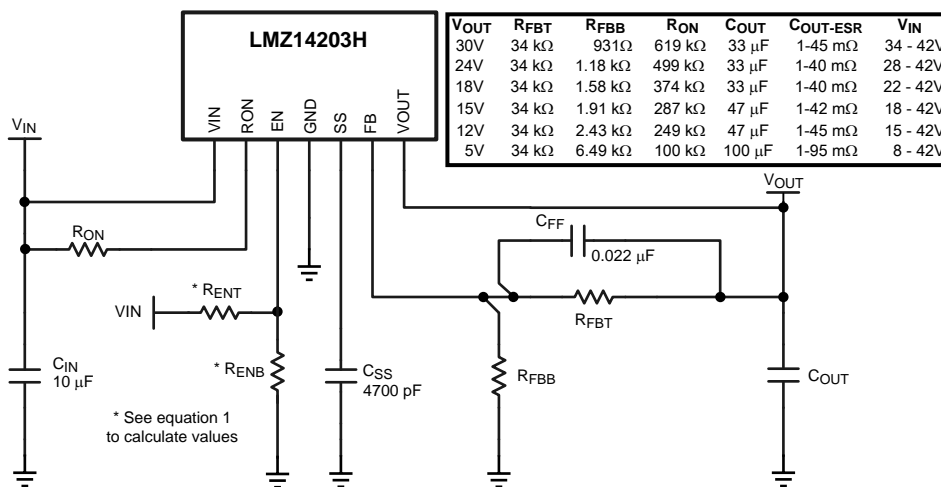 LMZ14203H
VIN
RON
EN
GND
SS
FB
VOUT
VOUT RFBT RFBB RON COUT COUT-ESR VIN
30V 34 kΩ 931Ω 619 kΩ 33 μF 1-45 mΩ 34 - 42V
24V 34 kΩ 1.18 kΩ 499 kΩ 33 μF 1-40 mΩ 28 - 42V
18V 34 kΩ 1.58 kΩ 374 kΩ 33 μF 1-40 mΩ 22 - 42V
15V 34 kΩ 1.91 kΩ 287 kΩ 47 μF 1-42 mΩ 18 - 42V
12V 34 kΩ 2.43 kΩ 249 kΩ 47 μF 1-45 mΩ 15 - 42V
5V 34 kΩ 6.49 kΩ 100 kΩ 100 μF 1-95 mΩ 8 - 42V
VIN
VOUT
RON
CFF
0.022 μF
* RENT
VIN
RFBT
CIN
10 μF
* RENB
CSS
4700 pF
RFBB
COUT
* See equation 1
to calculate values